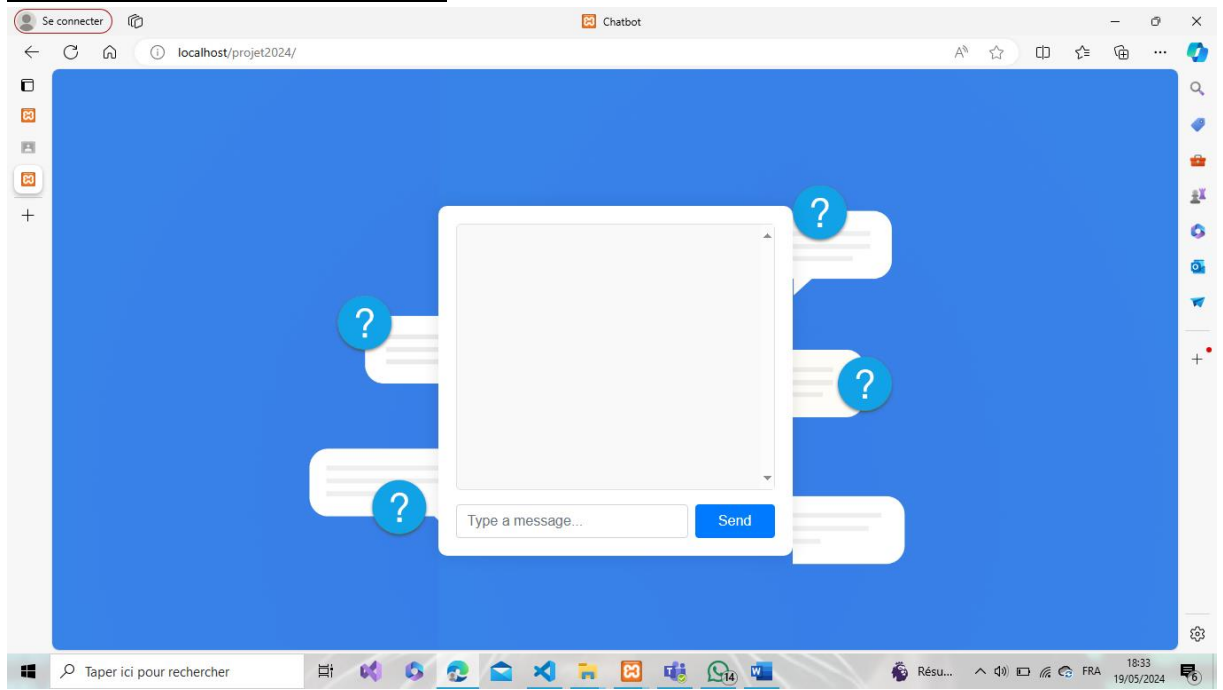 Se connecter
Chatbot
localhost/projet2024/
?
?
?
?
Type a message...
Send
Taper ici pour rechercher
14
Résu...
FRA
18:33
19/05/2024
6